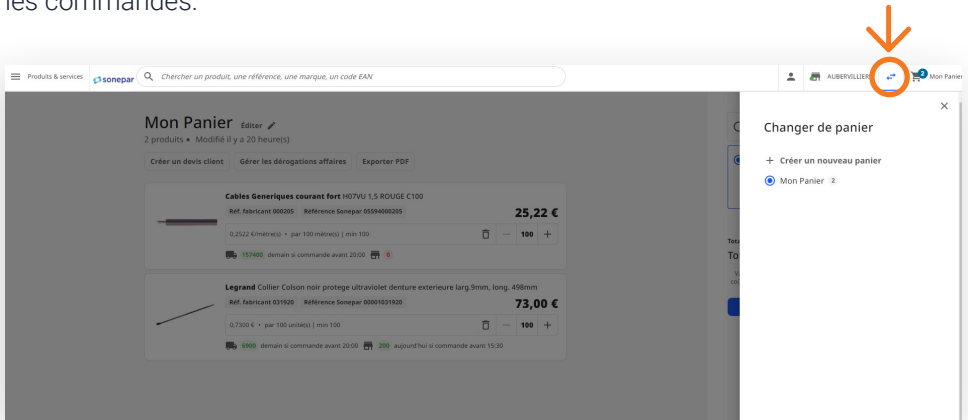 les commandes.
Produits & services
sonepar
Chercher un produit, une référence, une marque, un code EAN
AUBERVILLIERS
2
Mon Panier
Mon Panier Éditer
2 produits • Modifié il y a 20 heure(s)
Créer un devis client Gérer les dérogations affaires Exporter PDF
Cables Generiques courant fort H07VU 1,5 ROUGE C100
Réf. fabricant 000205 Référence Sonepar 05594000205
25,22 €
0,2522 €/mètre(s) • par 100 mètre(s) | min 100
− 100 +
157400 demain si commande avant 20:00 0
Legrand Collier Colson noir protege ultraviolet denture exterieure larg.9mm, long. 498mm
Réf. fabricant 031920 Référence Sonepar 00001031920
73,00 €
0,7300 € • par 100 unité(s) | min 100
− 100 +
6900 demain si commande avant 20:00 200 aujourd'hui si commande avant 15:30
Tota
To
Changer de panier
+ Créer un nouveau panier
Mon Panier 2